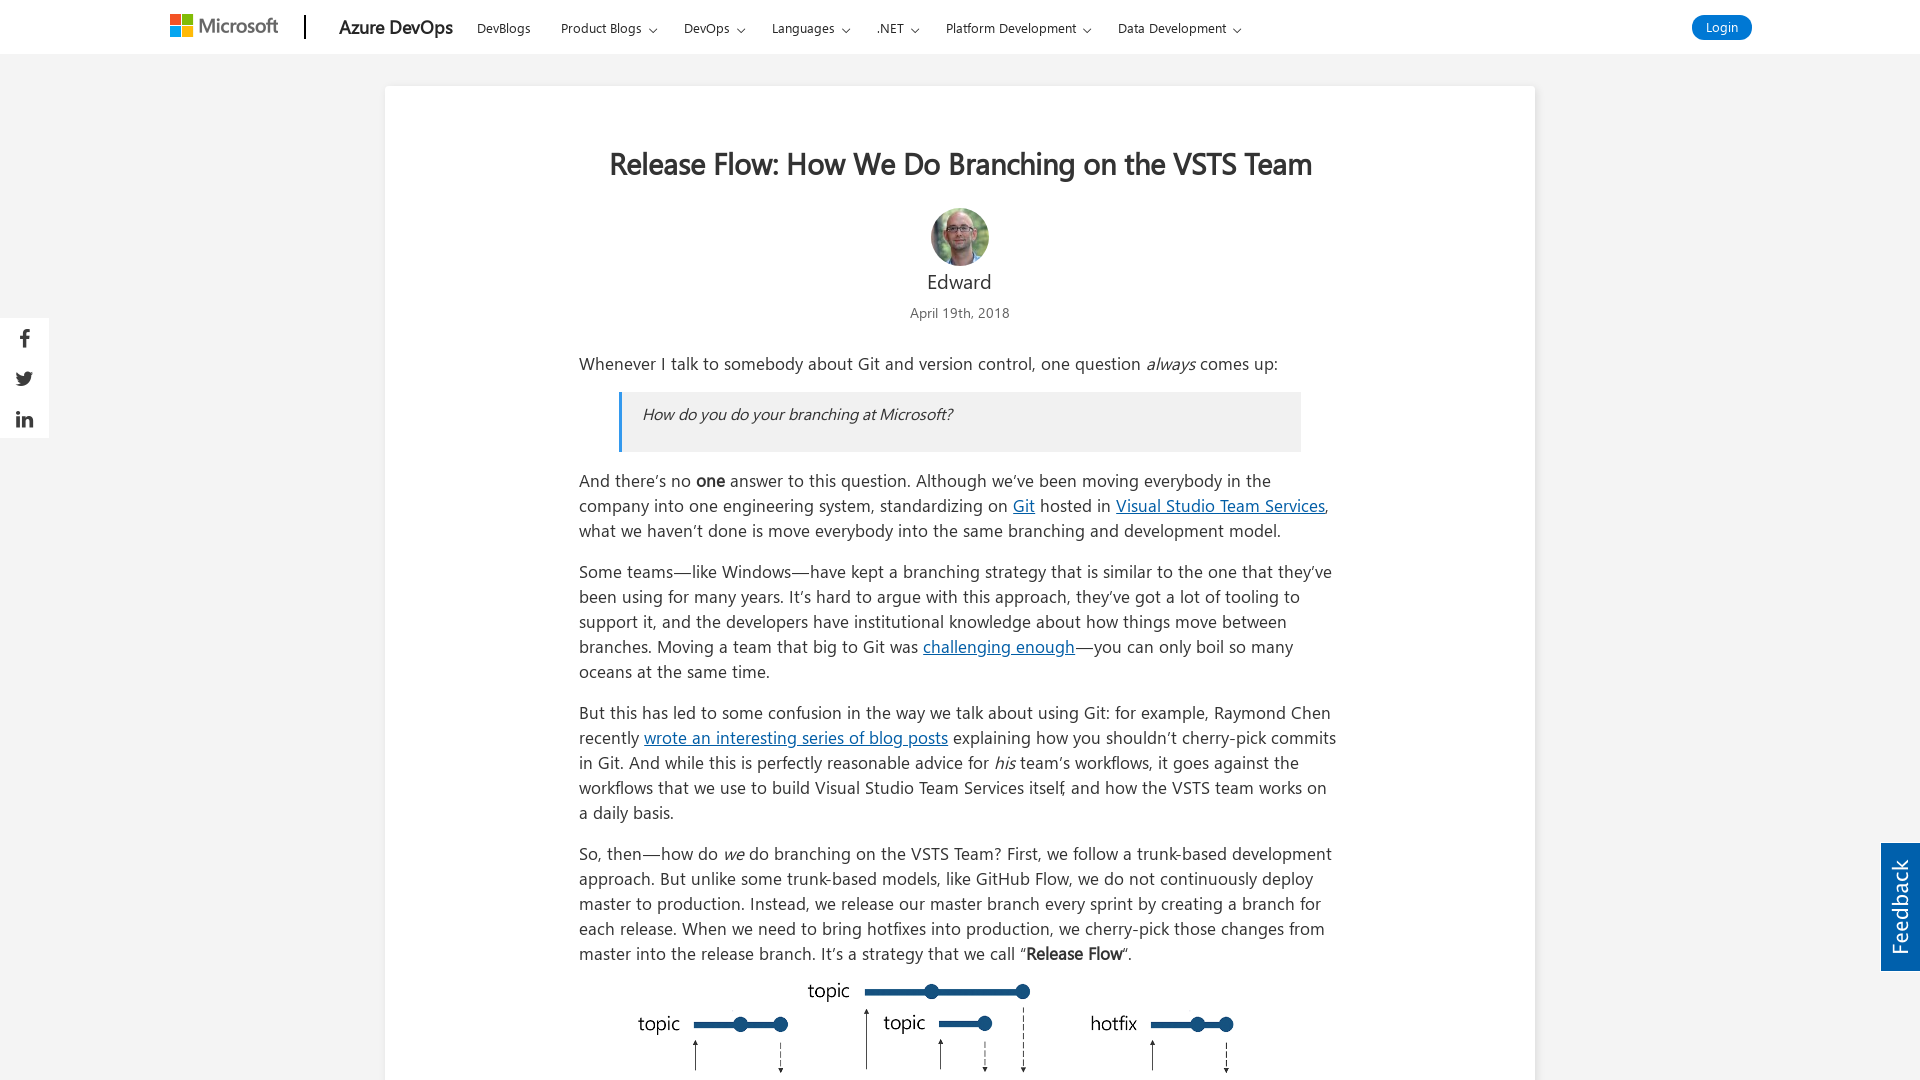 Microsoft
Azure DevOps
DevBlogs
Product Blogs
DevOps
Languages
.NET
Platform Development
Data Development
Login
Release Flow: How We Do Branching on the VSTS Team
Edward
April 19th, 2018
Whenever I talk to somebody about Git and version control, one question always comes up:
How do you do your branching at Microsoft?
And there’s no one answer to this question. Although we’ve been moving everybody in the
company into one engineering system, standardizing on Git hosted in Visual Studio Team Services,
what we haven’t done is move everybody into the same branching and development model.
Some teams—like Windows—have kept a branching strategy that is similar to the one that they’ve
been using for many years. It’s hard to argue with this approach, they’ve got a lot of tooling to
support it, and the developers have institutional knowledge about how things move between
branches. Moving a team that big to Git was challenging enough—you can only boil so many
oceans at the same time.
But this has led to some confusion in the way we talk about using Git: for example, Raymond Chen
recently wrote an interesting series of blog posts explaining how you shouldn’t cherry-pick commits
in Git. And while this is perfectly reasonable advice for his team’s workflows, it goes against the
workflows that we use to build Visual Studio Team Services itself, and how the VSTS team works on
a daily basis.
So, then—how do we do branching on the VSTS Team? First, we follow a trunk-based development
approach. But unlike some trunk-based models, like GitHub Flow, we do not continuously deploy
master to production. Instead, we release our master branch every sprint by creating a branch for
each release. When we need to bring hotfixes into production, we cherry-pick those changes from
master into the release branch. It’s a strategy that we call “Release Flow“.
topic
topic
topic
hotfix
Feedback